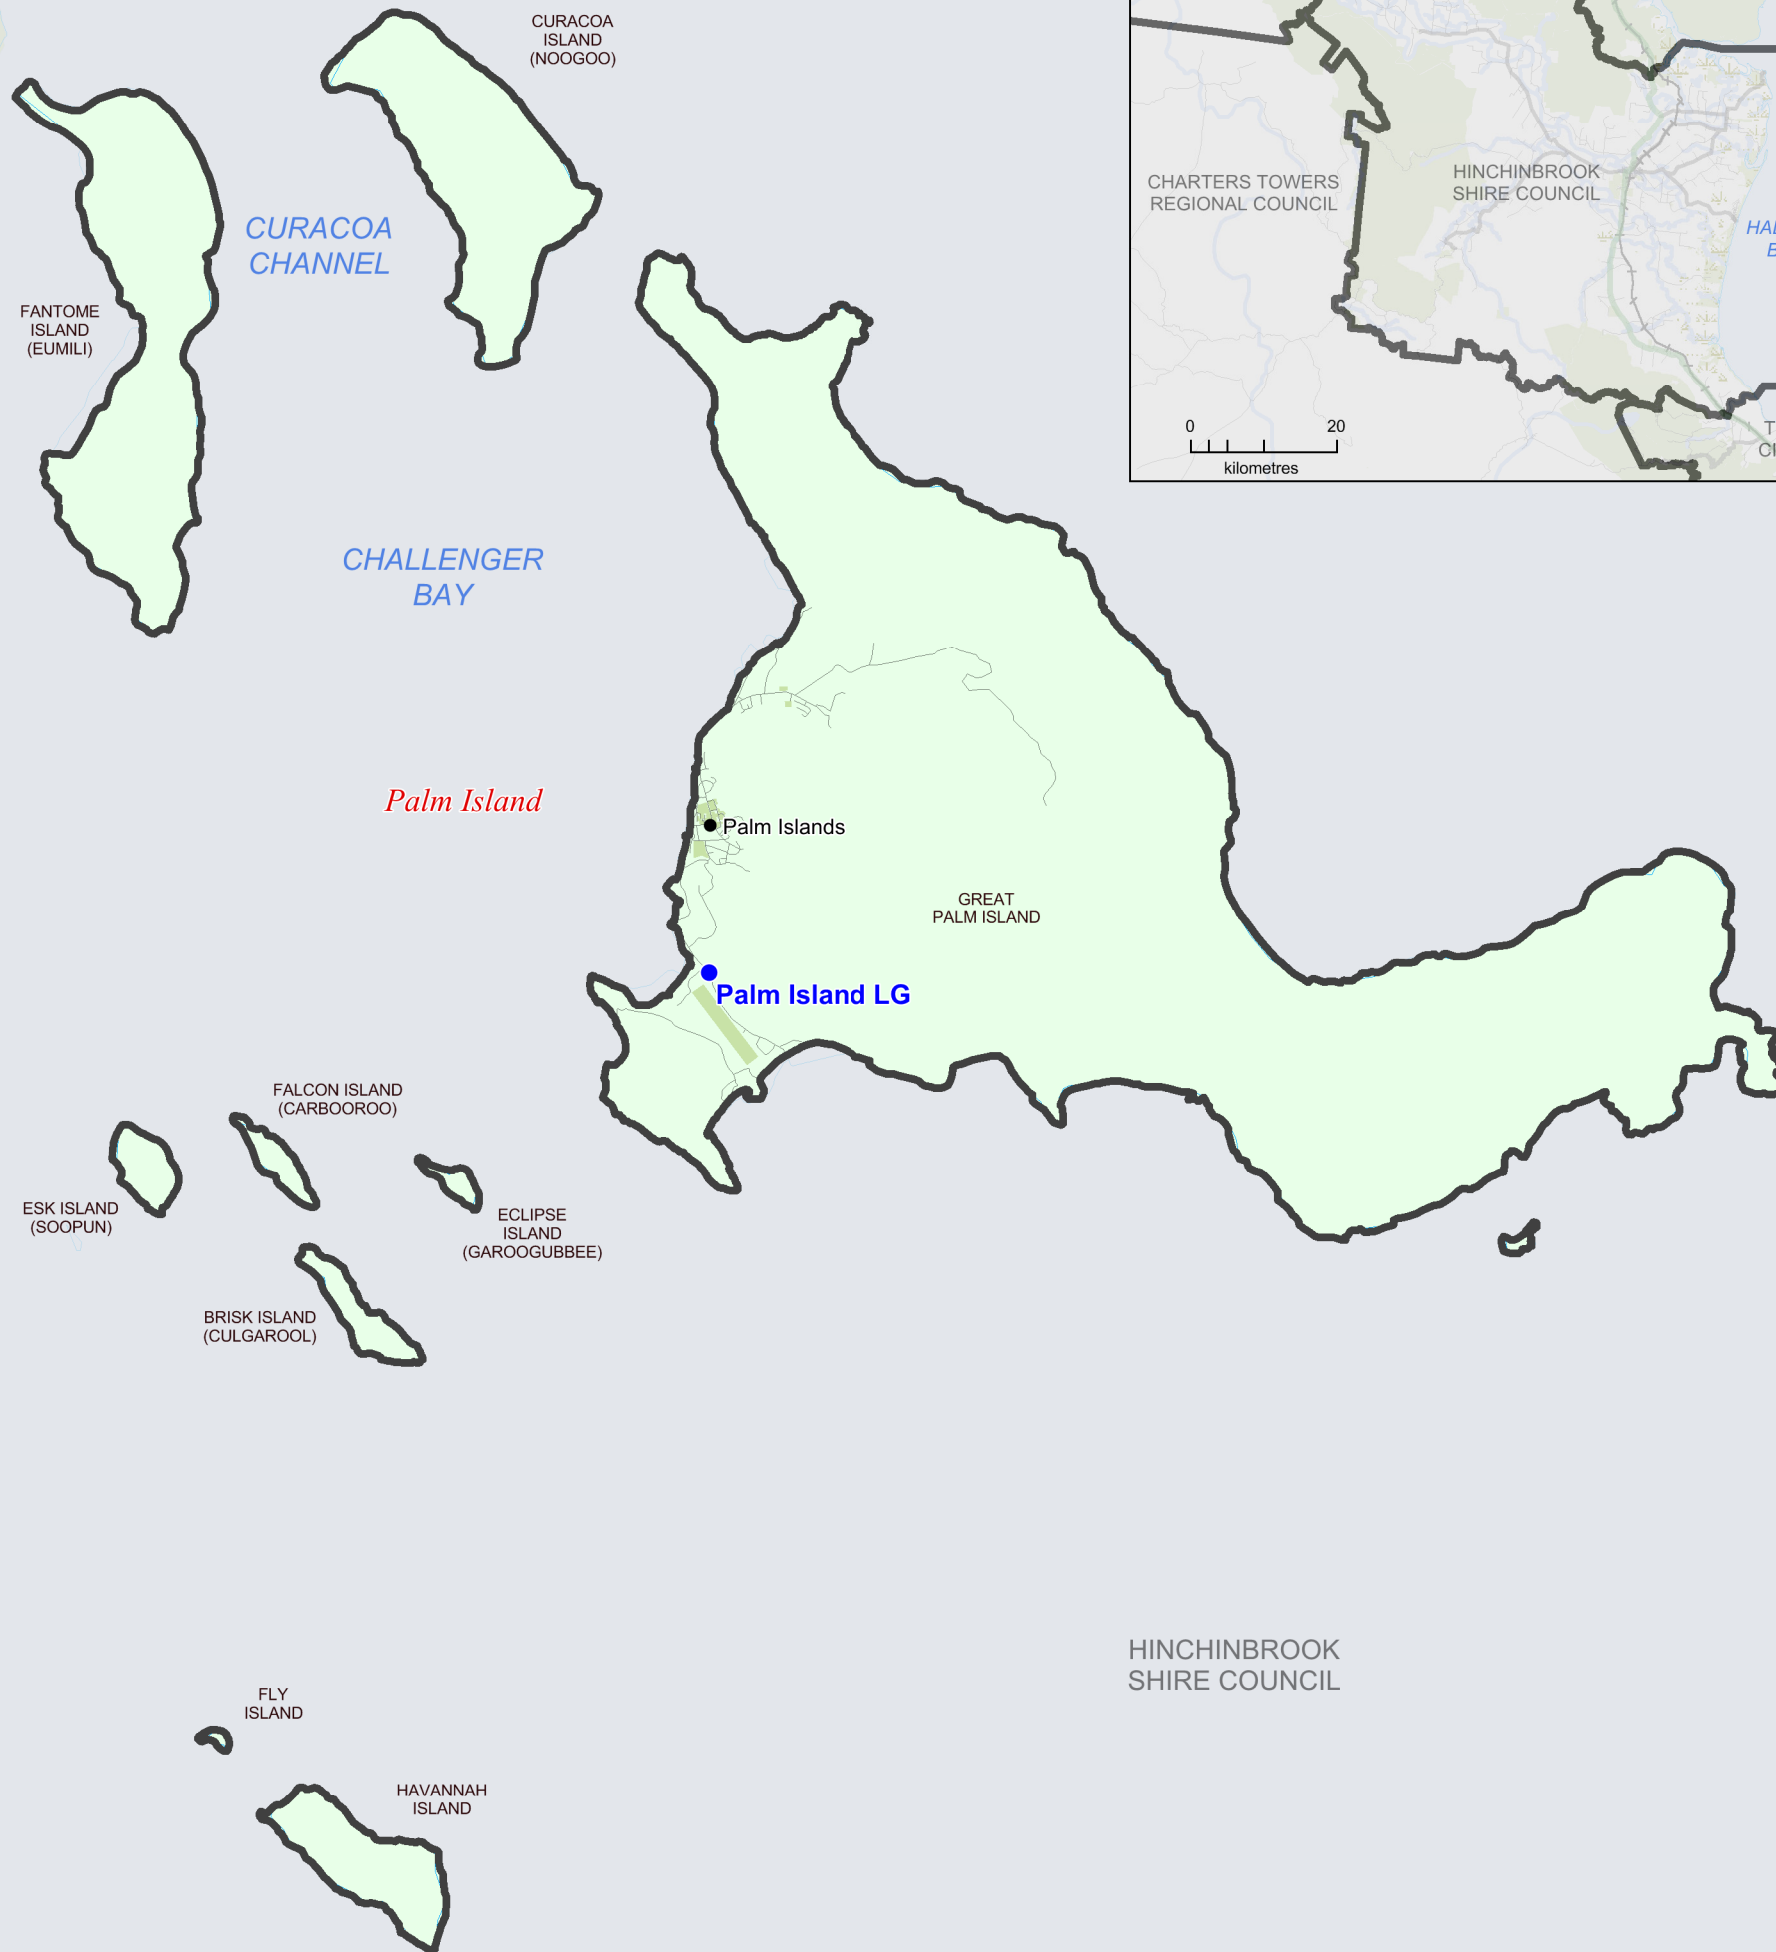 CURACOA
ISLAND
(NOOGOO)
CHARTERS TOWERS
REGIONAL COUNCIL
HINCHINBROOK
SHIRE COUNCIL
0
20
kilometres
CURACOA
CHANNEL
FANTOME
ISLAND
(EUMILI)
CHALLENGER
BAY
Palm Island
Palm Islands
GREAT
PALM ISLAND
Palm Island LG
FALCON ISLAND
(CARBOOROO)
ESK ISLAND
(SOOPUN)
ECLIPSE
ISLAND
(GAROOGUBBEE)
BRISK ISLAND
(CULGAROOL)
HINCHINBROOK
SHIRE COUNCIL
FLY
ISLAND
HAVANNAH
ISLAND